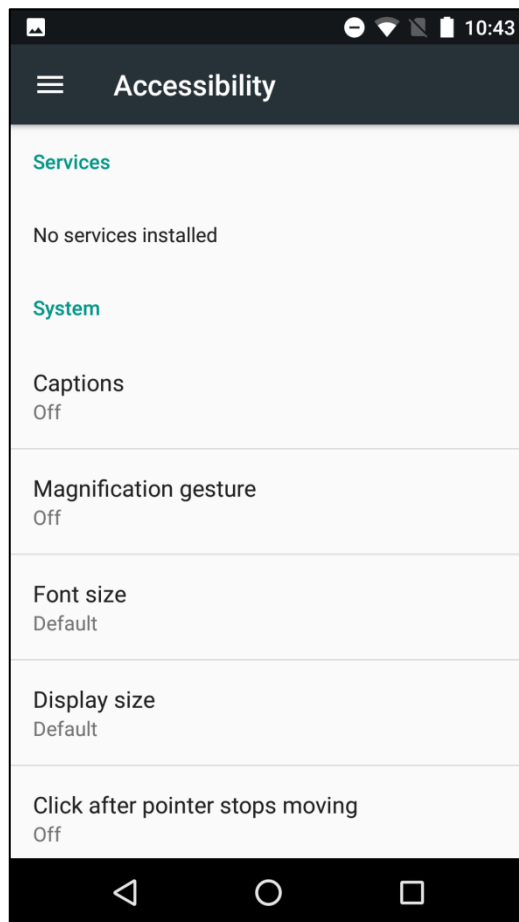 10:43
Accessibility
Services
No services installed
System
Captions
Off
Magnification gesture
Off
Font size
Default
Display size
Default
Click after pointer stops moving
Off